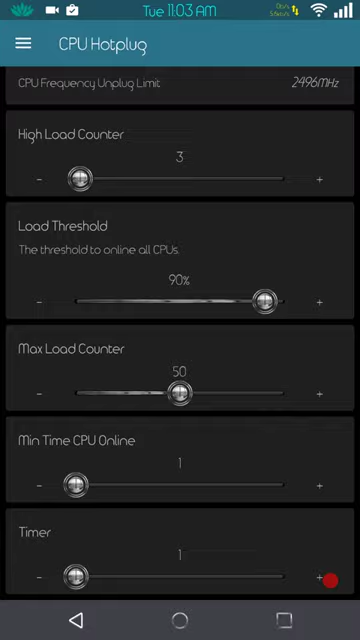 Tue 11:03 AM
CPU Hotplug
CPU Frequency Unplug Limit 2496MHz
High Load Counter
3
- +
Load Threshold
The threshold to online all CPUs.
90%
- +
Max Load Counter
50
- +
Min Time CPU Online
1
- +
Timer
1
- +